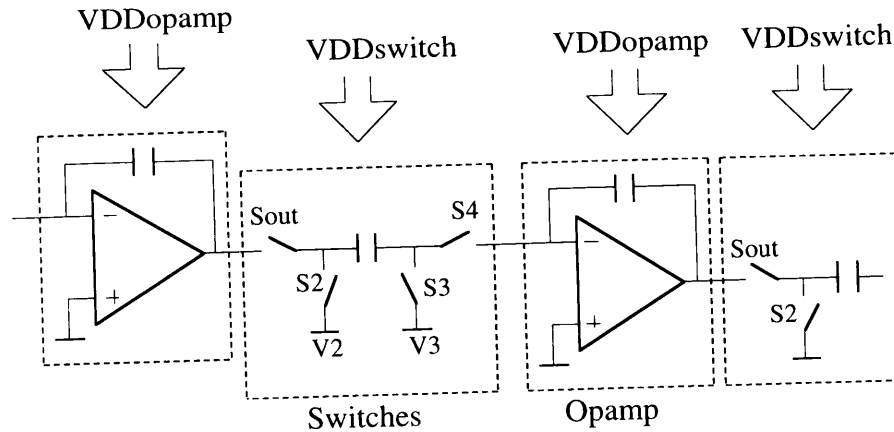 VDDopamp
VDDswitch
VDDopamp
VDDswitch
Sout
S4
S2
S3
V2
V3
Sout
S2
Switches
Opamp
−
+
−
+